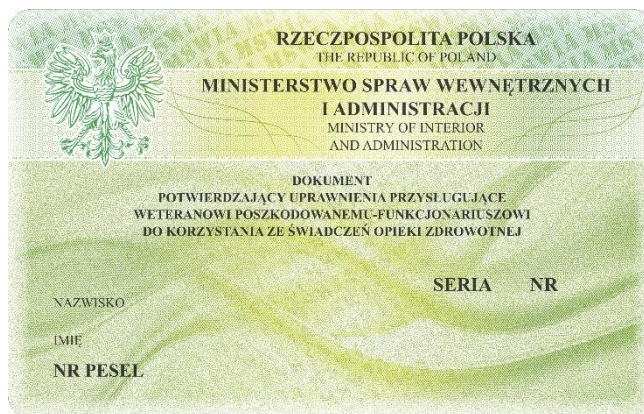 RZECZPOSPOLITA POLSKA
THE REPUBLIC OF POLAND
MINISTERSTWO SPRAW WEWNĘTRZNYCH
I ADMINISTRACJI
MINISTRY OF INTERIOR
AND ADMINISTRATION
DOKUMENT
POTWIERDZAJĄCY UPRAWNIENIA PRZYSŁUGUJĄCE
WETERANOWI POSZKODOWANEMU-FUNKCJONARIUSZOWI
DO KORZYSTANIA ZE ŚWIADCZEŃ OPIEKI ZDROWOTNEJ
SERIA NR
NAZWISKO
IMIĘ
NR PESEL